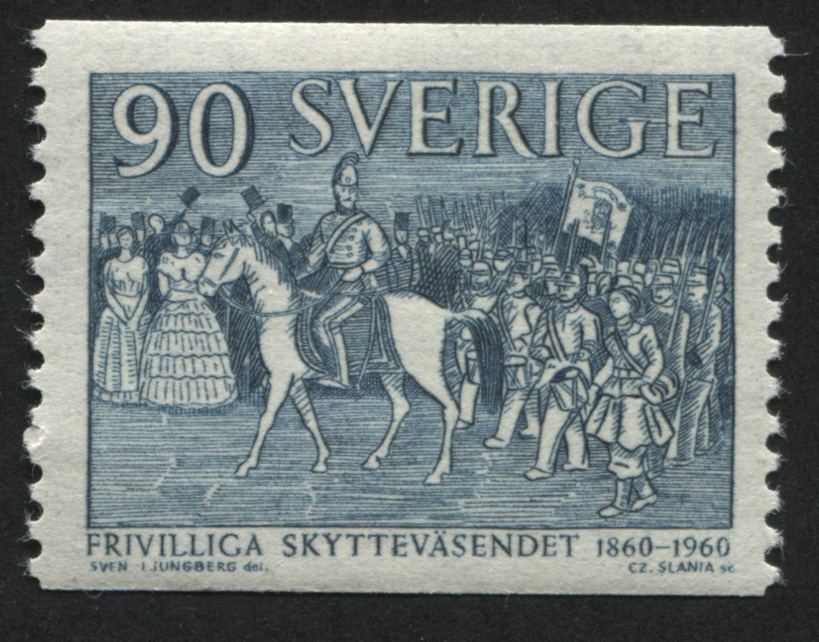 90 SVERIGE
FRIVILLIGA SKYTTEVÄSENDET 1860–1960
SVEN LJUNGBERG del. CZ. SLANIA sc.